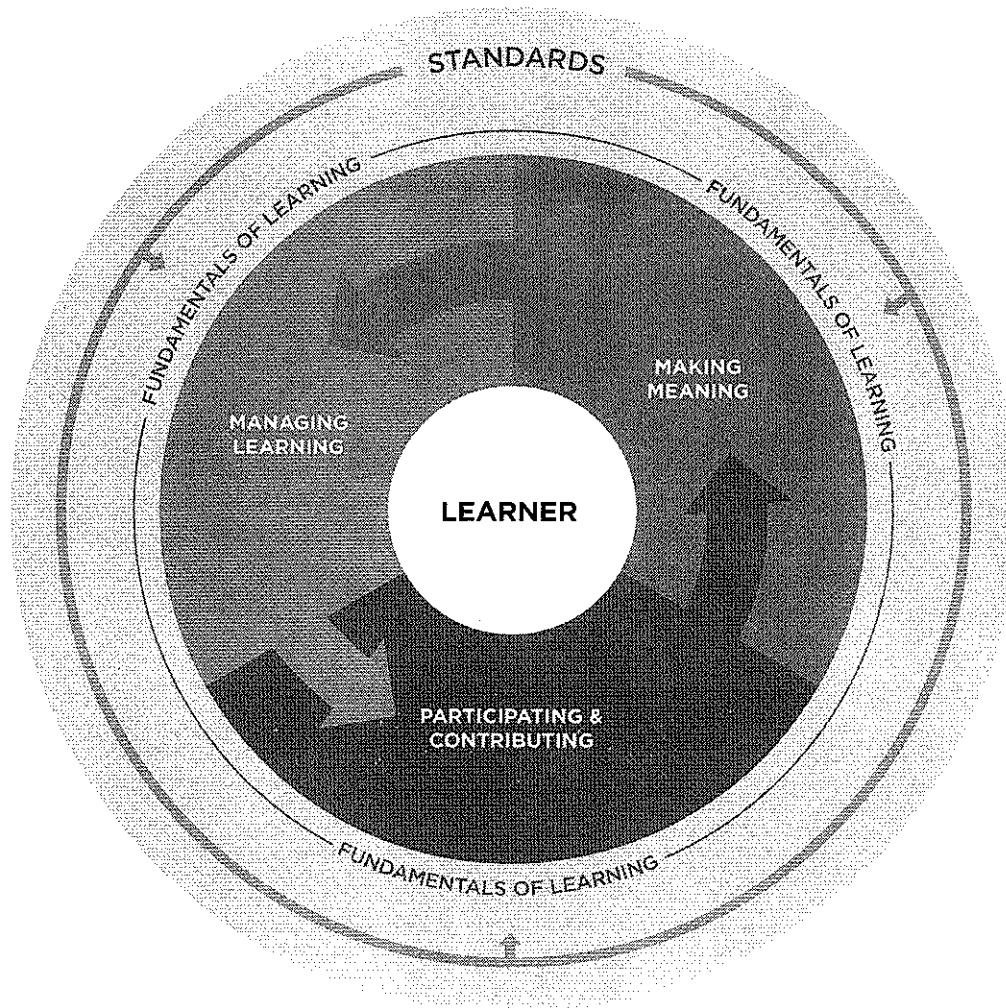 STANDARDS
FUNDAMENTALS OF LEARNING
FUNDAMENTALS OF LEARNING
MAKING
MEANING
MANAGING
LEARNING
LEARNER
PARTICIPATING &
CONTRIBUTING
FUNDAMENTALS OF LEARNING